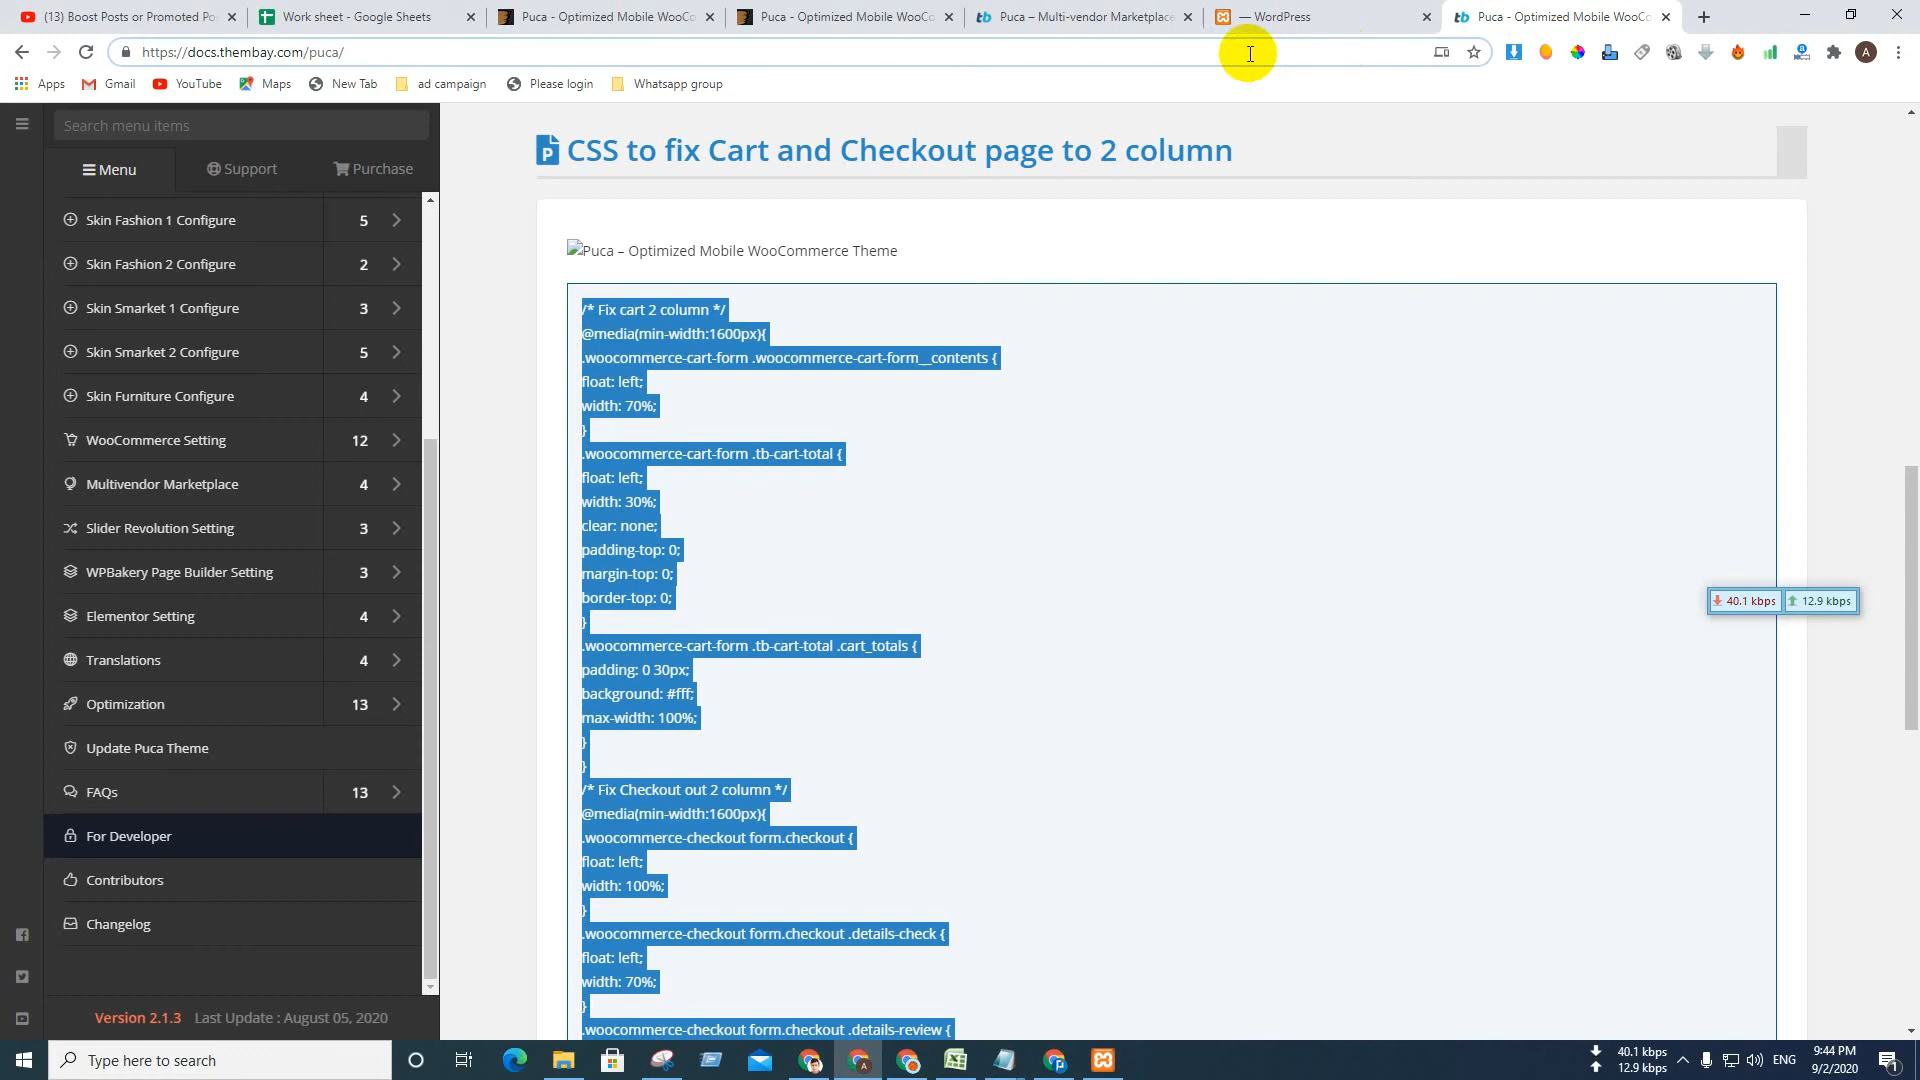 (13) Boost Posts or Promoted Po
Work sheet - Google Sheets
Puca - Optimized Mobile WooCo
Puca - Optimized Mobile WooCo
Puca – Multi-vendor Marketplace
— WordPress
Puca - Optimized Mobile WooCo
https://docs.thembay.com/puca/
Apps
Gmail
YouTube
Maps
New Tab
ad campaign
Please login
Whatsapp group
Search menu items
Menu
Support
Purchase
Skin Fashion 1 Configure 5
Skin Fashion 2 Configure 2
Skin Smarket 1 Configure 3
Skin Smarket 2 Configure 5
Skin Furniture Configure 4
WooCommerce Setting 12
Multivendor Marketplace 4
Slider Revolution Setting 3
WPBakery Page Builder Setting 3
Elementor Setting 4
Translations 4
Optimization 13
Update Puca Theme
FAQs 13
For Developer
Contributors
Changelog
Version 2.1.3 Last Update : August 05, 2020
CSS to fix Cart and Checkout page to 2 column
Puca – Optimized Mobile WooCommerce Theme
/* Fix cart 2 column */
@media(min-width:1600px){
.woocommerce-cart-form .woocommerce-cart-form__contents {
float: left;
width: 70%;
}
.woocommerce-cart-form .tb-cart-total {
float: left;
width: 30%;
clear: none;
padding-top: 0;
margin-top: 0;
border-top: 0;
}
.woocommerce-cart-form .tb-cart-total .cart_totals {
padding: 0 30px;
background: #fff;
max-width: 100%;
}
}
/* Fix Checkout out 2 column */
@media(min-width:1600px){
.woocommerce-checkout form.checkout {
float: left;
width: 100%;
}
.woocommerce-checkout form.checkout .details-check {
float: left;
width: 70%;
}
.woocommerce-checkout form.checkout .details-review {
40.1 kbps 12.9 kbps
Type here to search
40.1 kbps
12.9 kbps
ENG
9:44 PM
9/2/2020
1